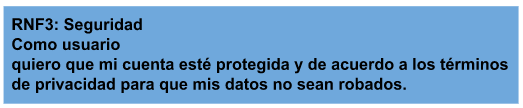 RNF3: Seguridad
Como usuario
quiero que mi cuenta esté protegida y de acuerdo a los términos
de privacidad para que mis datos no sean robados.